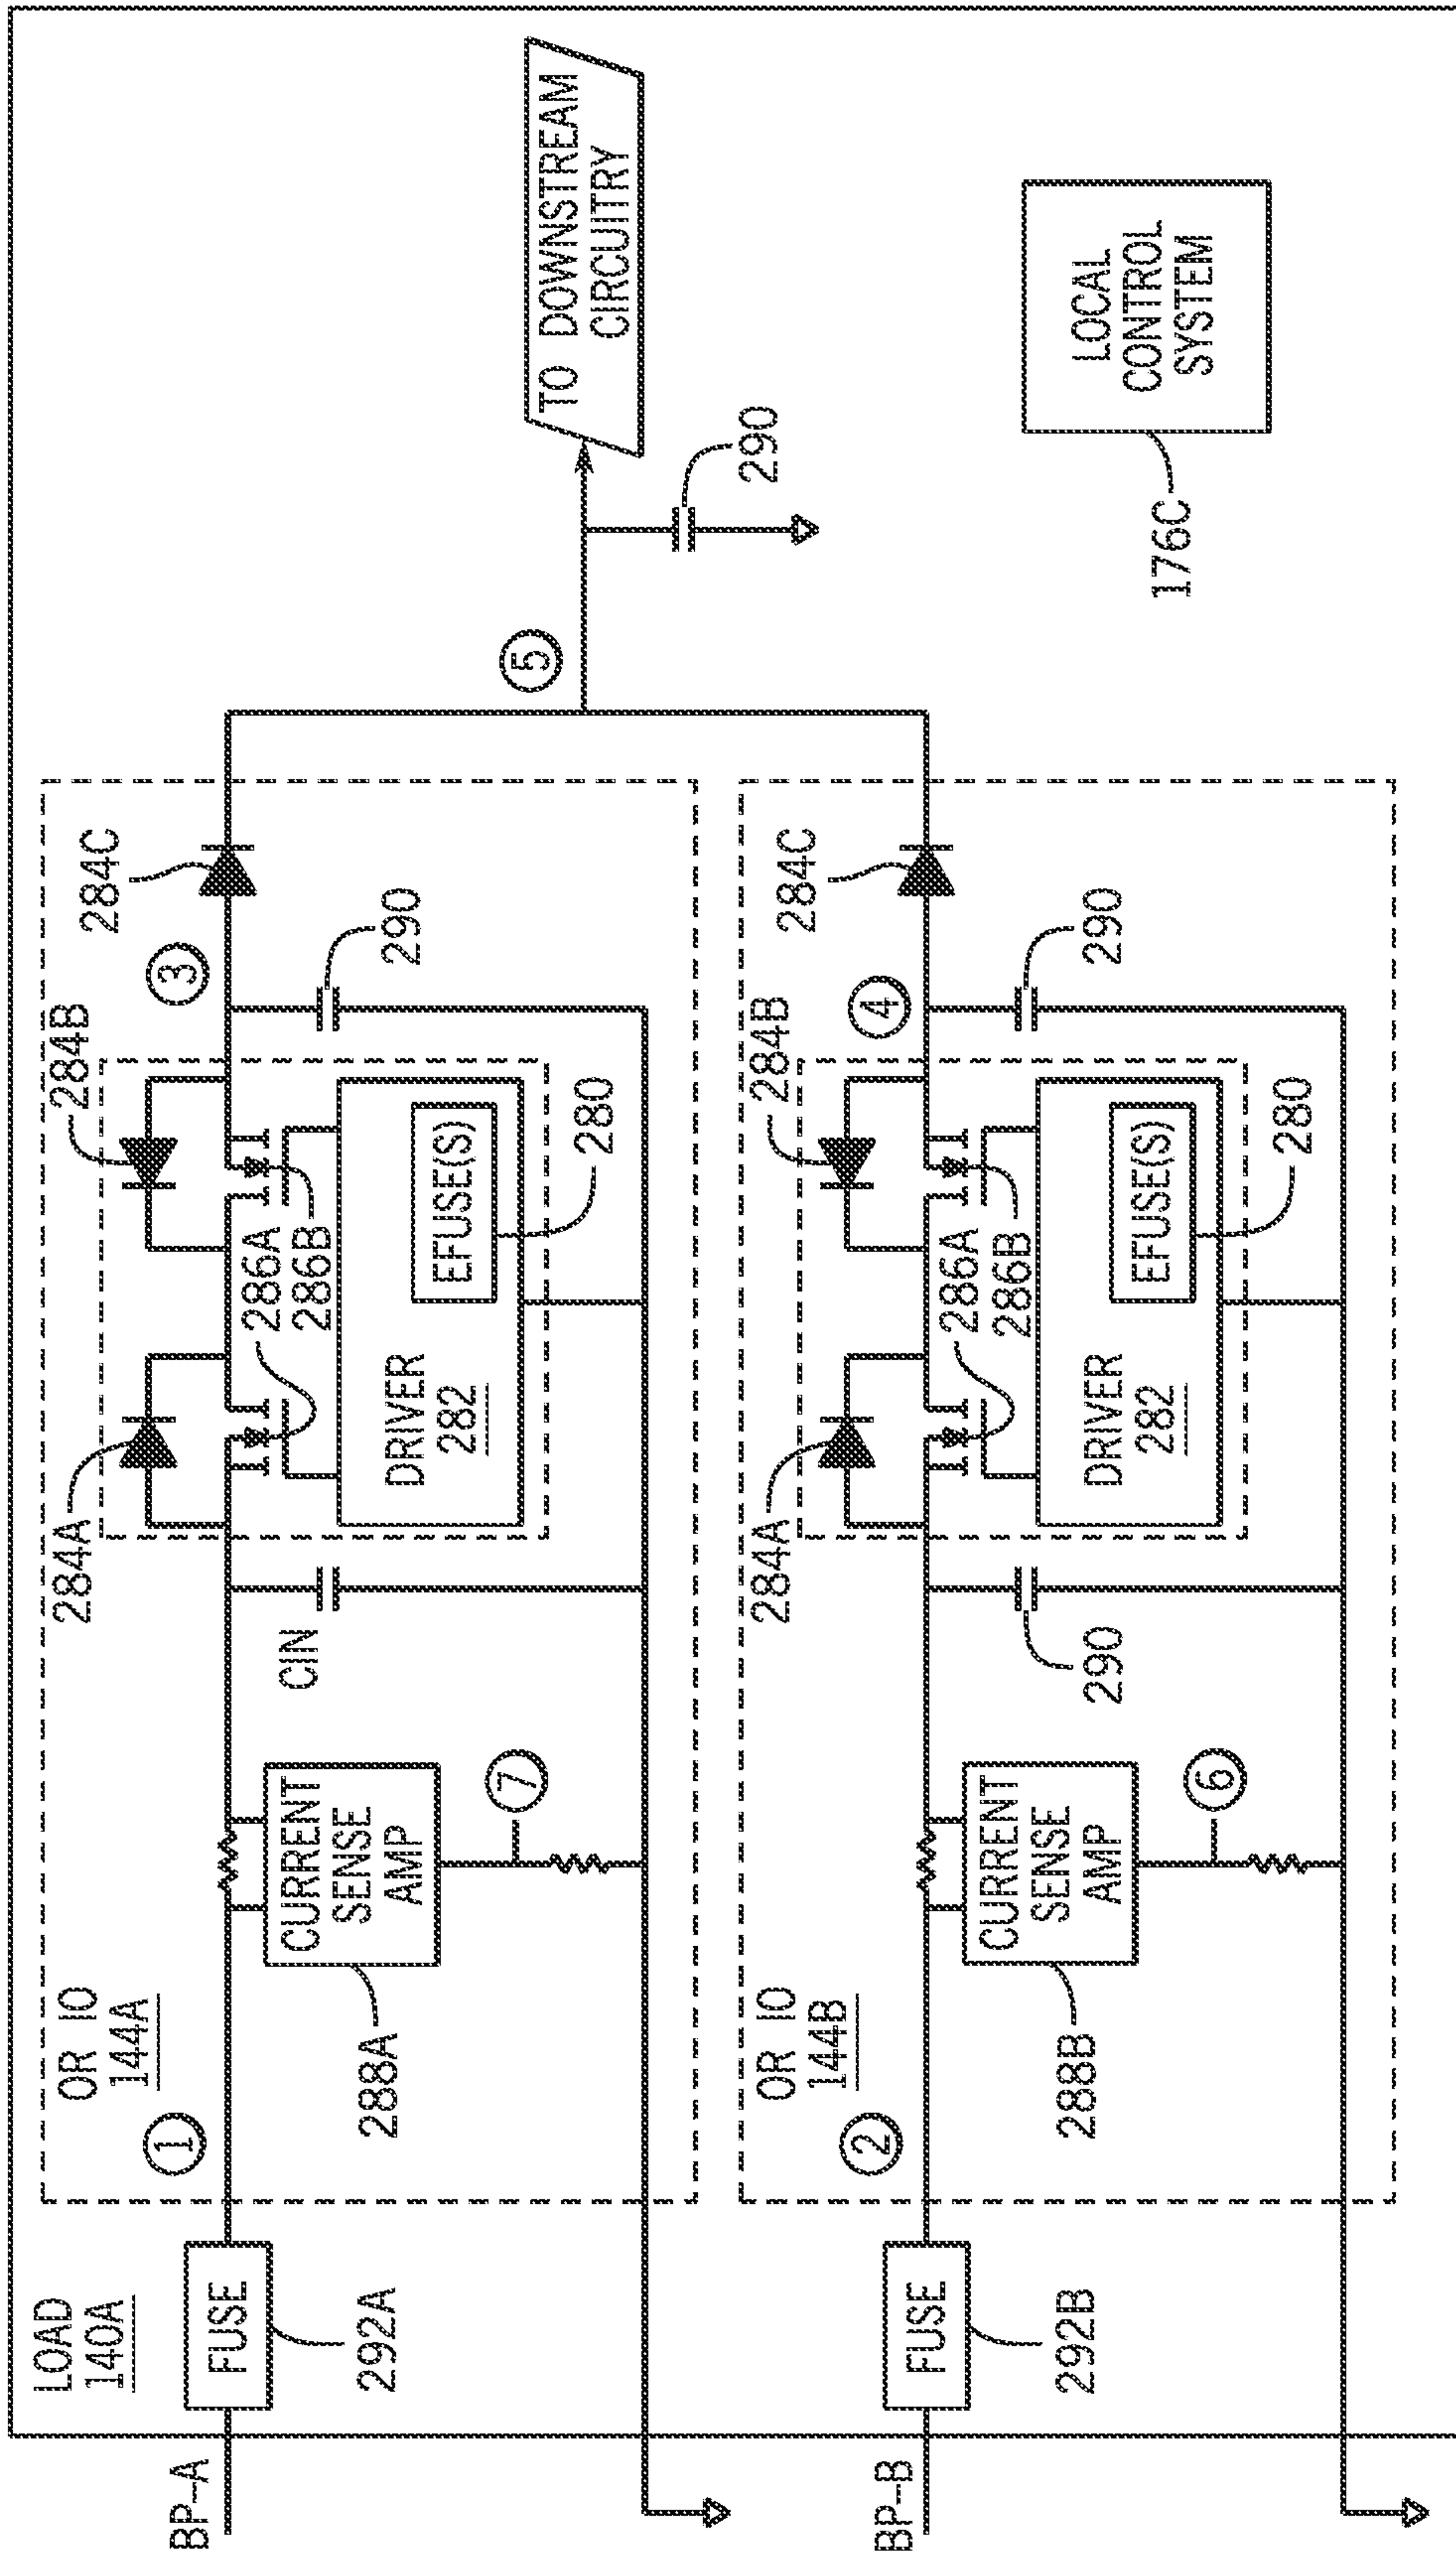 LOAD
140A
BP-A
FUSE
292A
OR IO
144A
1
CURRENT
SENSE
AMP
288A
7
CIN
284A
284B
286A
286B
DRIVER
282
EFUSE(S)
280
3
290
284C
BP-B
FUSE
292B
OR IO
144B
2
CURRENT
SENSE
AMP
288B
6
290
284A
284B
286A
286B
DRIVER
282
EFUSE(S)
280
4
290
284C
5
TO DOWNSTREAM
CIRCUITRY
290
LOCAL
CONTROL
SYSTEM
176C